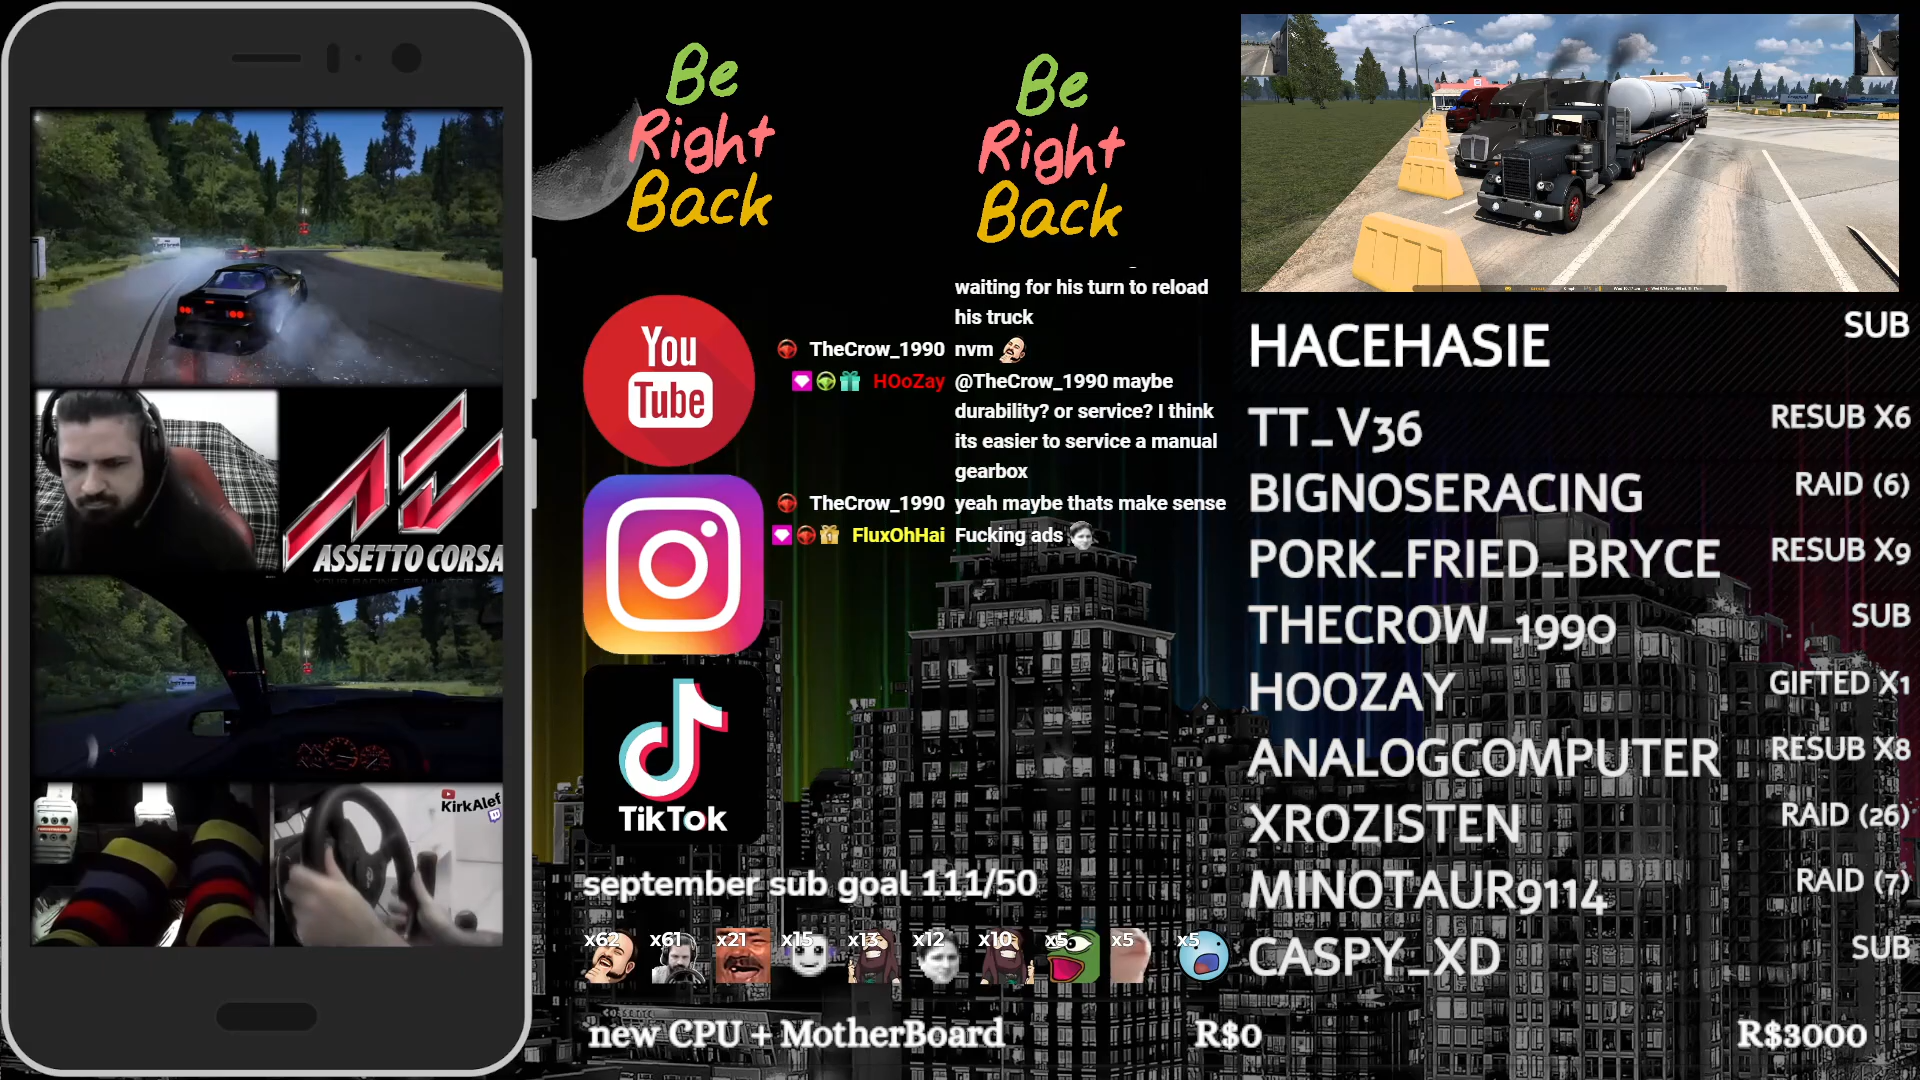 Be
Right
Back
Be
Right
Back
waiting for his turn to reload
his truck
TheCrow_1990 nvm
HOoZay @TheCrow_1990 maybe
durability? or service? I think
its easier to service a manual
gearbox
TheCrow_1990 yeah maybe thats make sense
FluxOhHai Fucking ads
You
Tube
TikTok
ASSETTO CORSA
YOUR RACING SIMULATOR
KirkAlef
september sub goal 111/50
x62 x61 x21 x15 x13 x12 x10 x5 x5 x5
new CPU + MotherBoard R$0 R$3000
HACEHASIE SUB
TT_V36 RESUB X6
BIGNOSERACING RAID (6)
PORK_FRIED_BRYCE RESUB X9
THECROW_1990 SUB
HOOZAY GIFTED X1
ANALOGCOMPUTER RESUB X8
XROZISTEN RAID (26)
MINOTAUR9114 RAID (7)
CASPY_XD SUB